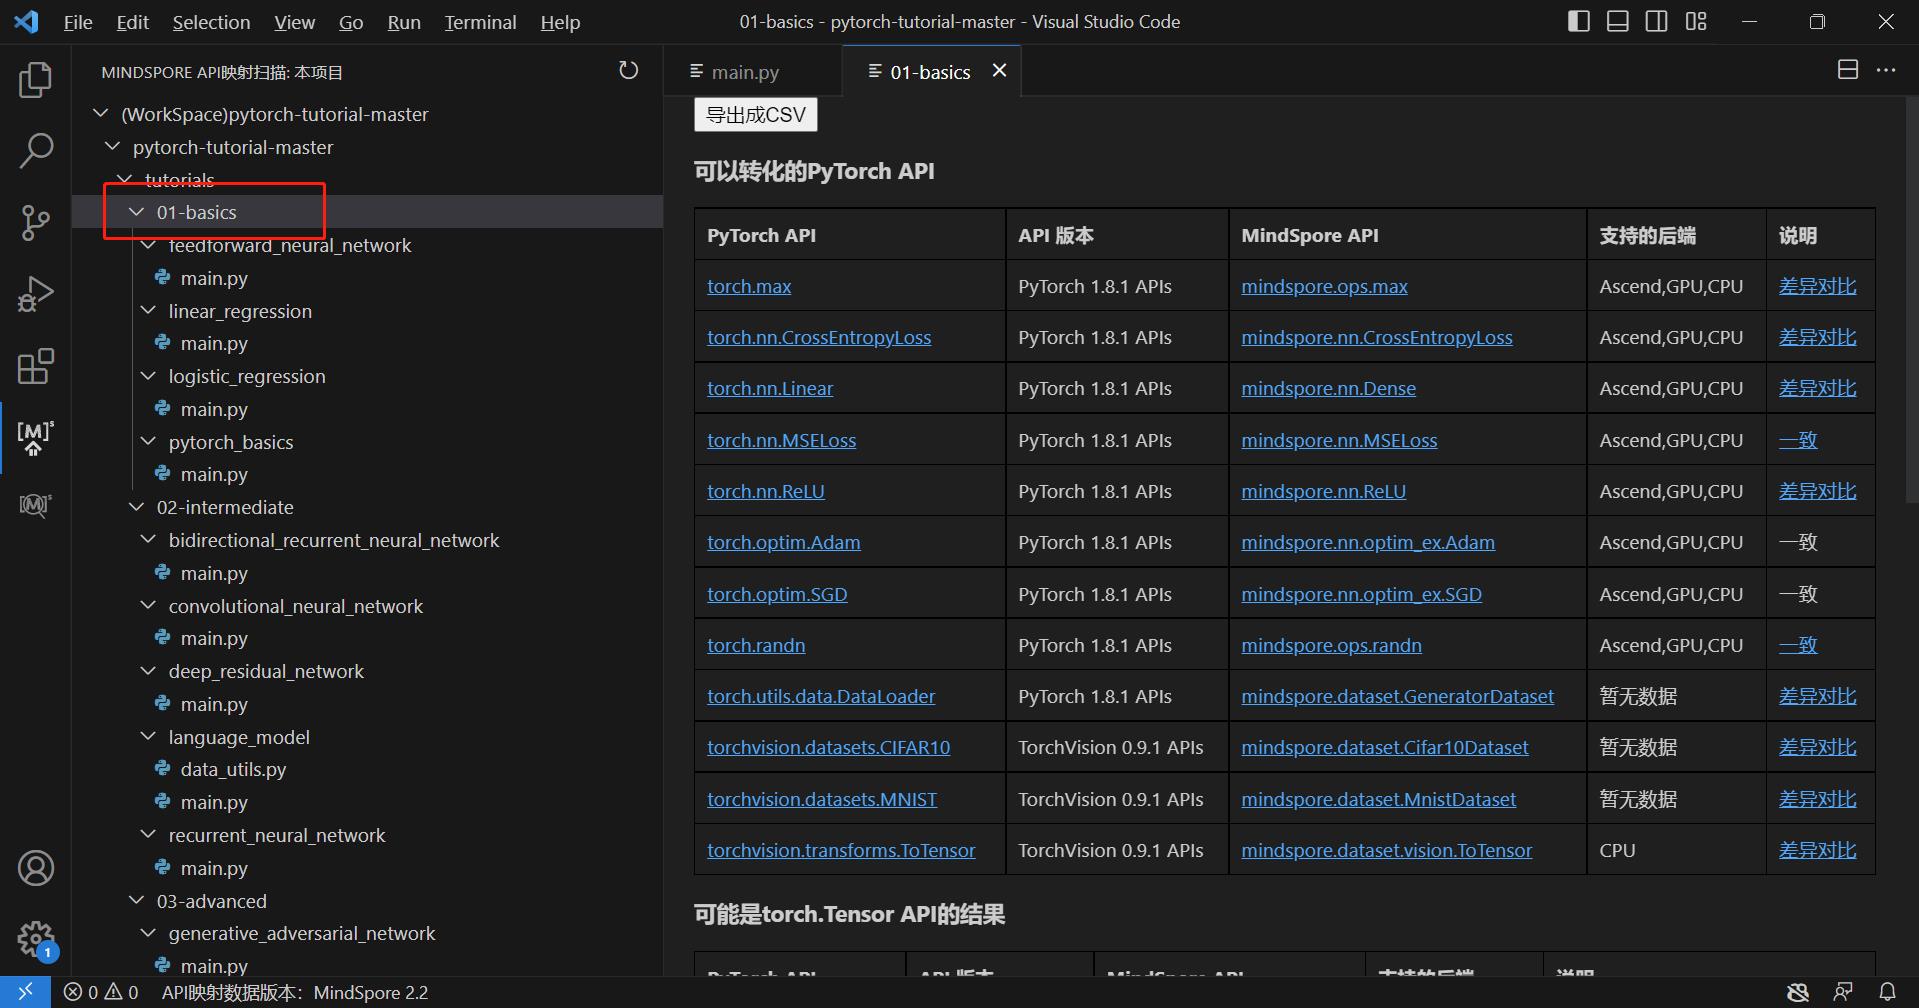 File Edit Selection View Go Run Terminal Help
01-basics - pytorch-tutorial-master - Visual Studio Code
MINDSPORE API映射扫描: 本项目
(WorkSpace)pytorch-tutorial-master
pytorch-tutorial-master
tutorials
01-basics
feedforward_neural_network
main.py
linear_regression
main.py
logistic_regression
main.py
pytorch_basics
main.py
02-intermediate
bidirectional_recurrent_neural_network
main.py
convolutional_neural_network
main.py
deep_residual_network
main.py
language_model
data_utils.py
main.py
recurrent_neural_network
main.py
03-advanced
generative_adversarial_network
main.py
main.py 01-basics
导出成CSV
可以转化的PyTorch API
PyTorch API API 版本 MindSpore API 支持的后端 说明
torch.max PyTorch 1.8.1 APIs mindspore.ops.max Ascend,GPU,CPU 差异对比
torch.nn.CrossEntropyLoss PyTorch 1.8.1 APIs mindspore.nn.CrossEntropyLoss Ascend,GPU,CPU 差异对比
torch.nn.Linear PyTorch 1.8.1 APIs mindspore.nn.Dense Ascend,GPU,CPU 差异对比
torch.nn.MSELoss PyTorch 1.8.1 APIs mindspore.nn.MSELoss Ascend,GPU,CPU 一致
torch.nn.ReLU PyTorch 1.8.1 APIs mindspore.nn.ReLU Ascend,GPU,CPU 差异对比
torch.optim.Adam PyTorch 1.8.1 APIs mindspore.nn.optim_ex.Adam Ascend,GPU,CPU 一致
torch.optim.SGD PyTorch 1.8.1 APIs mindspore.nn.optim_ex.SGD Ascend,GPU,CPU 一致
torch.randn PyTorch 1.8.1 APIs mindspore.ops.randn Ascend,GPU,CPU 一致
torch.utils.data.DataLoader PyTorch 1.8.1 APIs mindspore.dataset.GeneratorDataset 暂无数据 差异对比
torchvision.datasets.CIFAR10 TorchVision 0.9.1 APIs mindspore.dataset.Cifar10Dataset 暂无数据 差异对比
torchvision.datasets.MNIST TorchVision 0.9.1 APIs mindspore.dataset.MnistDataset 暂无数据 差异对比
torchvision.transforms.ToTensor TorchVision 0.9.1 APIs mindspore.dataset.vision.ToTensor CPU 差异对比
可能是torch.Tensor API的结果
PyTorch API API 版本 MindSpore API 支持的后端 说明
1
0 0 API映射数据版本: MindSpore 2.2